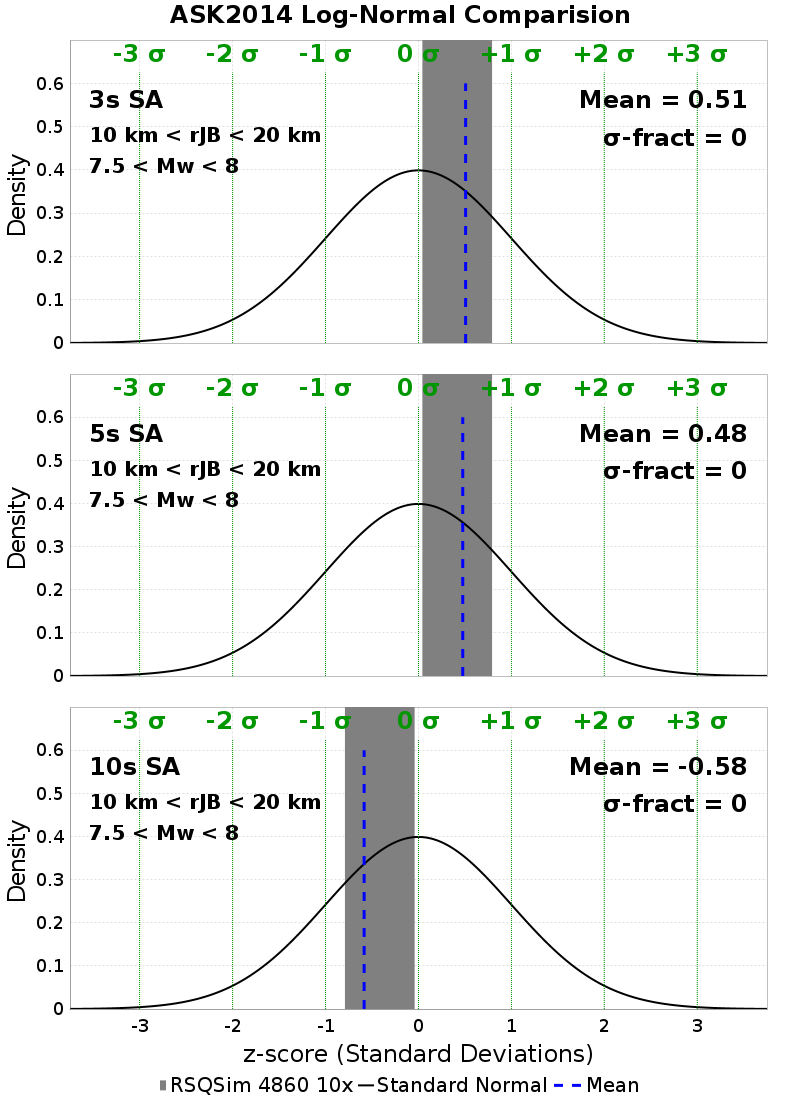 ASK2014 Log-Normal Comparision
-3 σ -2 σ -1 σ 0 σ +1 σ +2 σ +3 σ
3s SA
10 km < rJB < 20 km
7.5 < Mw < 8
Mean = 0.51
σ-fract = 0
Density
0.6
0.5
0.4
0.3
0.2
0.1
0
-3 σ -2 σ -1 σ 0 σ +1 σ +2 σ +3 σ
5s SA
10 km < rJB < 20 km
7.5 < Mw < 8
Mean = 0.48
σ-fract = 0
Density
0.6
0.5
0.4
0.3
0.2
0.1
0
-3 σ -2 σ -1 σ 0 σ +1 σ +2 σ +3 σ
10s SA
10 km < rJB < 20 km
7.5 < Mw < 8
Mean = -0.58
σ-fract = 0
Density
0.6
0.5
0.4
0.3
0.2
0.1
0
-3 -2 -1 0 1 2 3
z-score (Standard Deviations)
RSQSim 4860 10x Standard Normal Mean